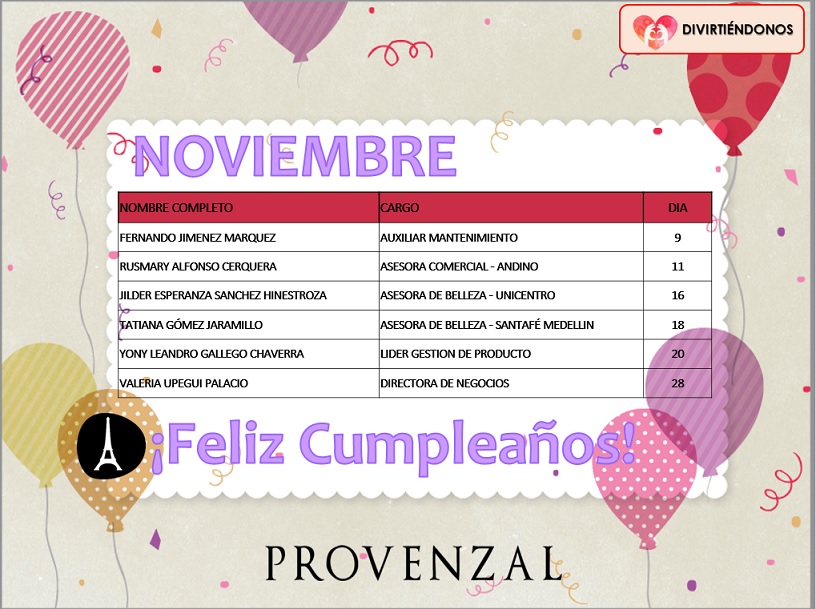 DIVIRTIÉNDONOS
NOVIEMBRE
NOMBRE COMPLETO CARGO DIA
FERNANDO JIMENEZ MARQUEZ AUXILIAR MANTENIMIENTO 9
RUSMARY ALFONSO CERQUERA ASESORA COMERCIAL - ANDINO 11
JILDER ESPERANZA SANCHEZ HINESTROZA ASESORA DE BELLEZA - UNICENTRO 16
TATIANA GÓMEZ JARAMILLO ASESORA DE BELLEZA - SANTAFÉ MEDELLIN 18
YONY LEANDRO GALLEGO CHAVERRA LIDER GESTION DE PRODUCTO 20
VALERIA UPEGUI PALACIO DIRECTORA DE NEGOCIOS 28
¡Feliz Cumpleaños!
PROVENZAL